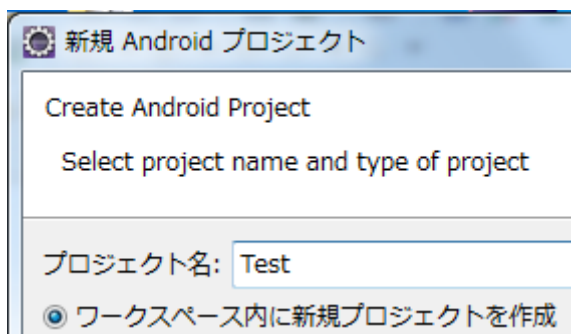 新規 Android プロジェクト
Create Android Project
Select project name and type of project
プロジェクト名: Test
ワークスペース内に新規プロジェクトを作成